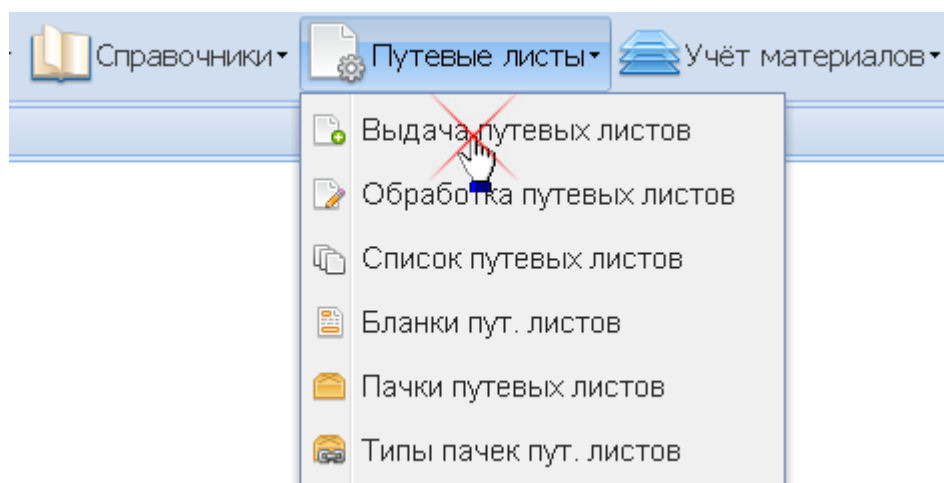 Справочники Путевые листы Учёт материалов
Выдача путевых листов
Обработка путевых листов
Список путевых листов
Бланки пут. листов
Пачки путевых листов
Типы пачек пут. листов